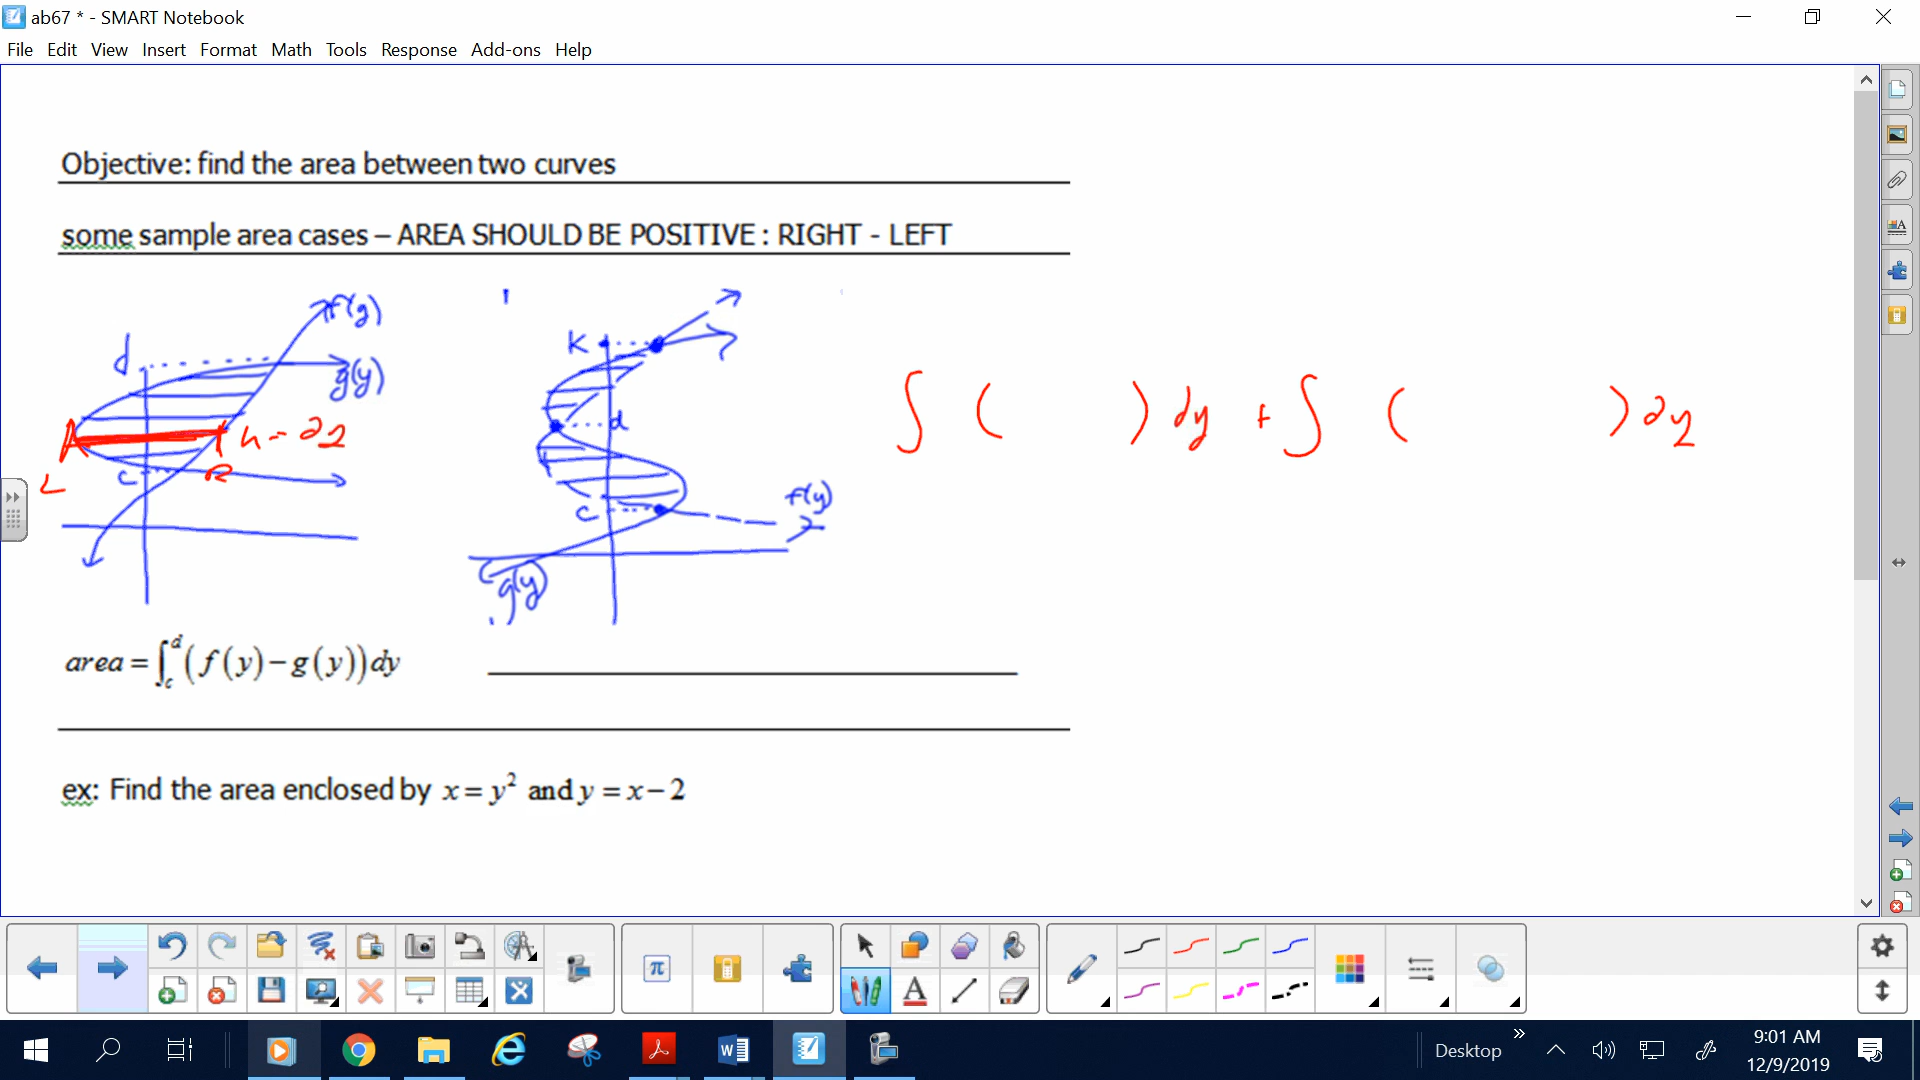 ab67 * - SMART Notebook
File Edit View Insert Format Math Tools Response Add-ons Help
Objective: find the area between two curves
some sample area cases – AREA SHOULD BE POSITIVE : RIGHT - LEFT
f(y)
d
g(y)
c
L
R
k
d
c
f(y)
g(y)
∫ ( ) dy + ∫ ( ) dy
area = ∫_c^d (f(y) − g(y)) dy
ex: Find the area enclosed by x = y² and y = x − 2
π
A
Desktop
9:01 AM
12/9/2019